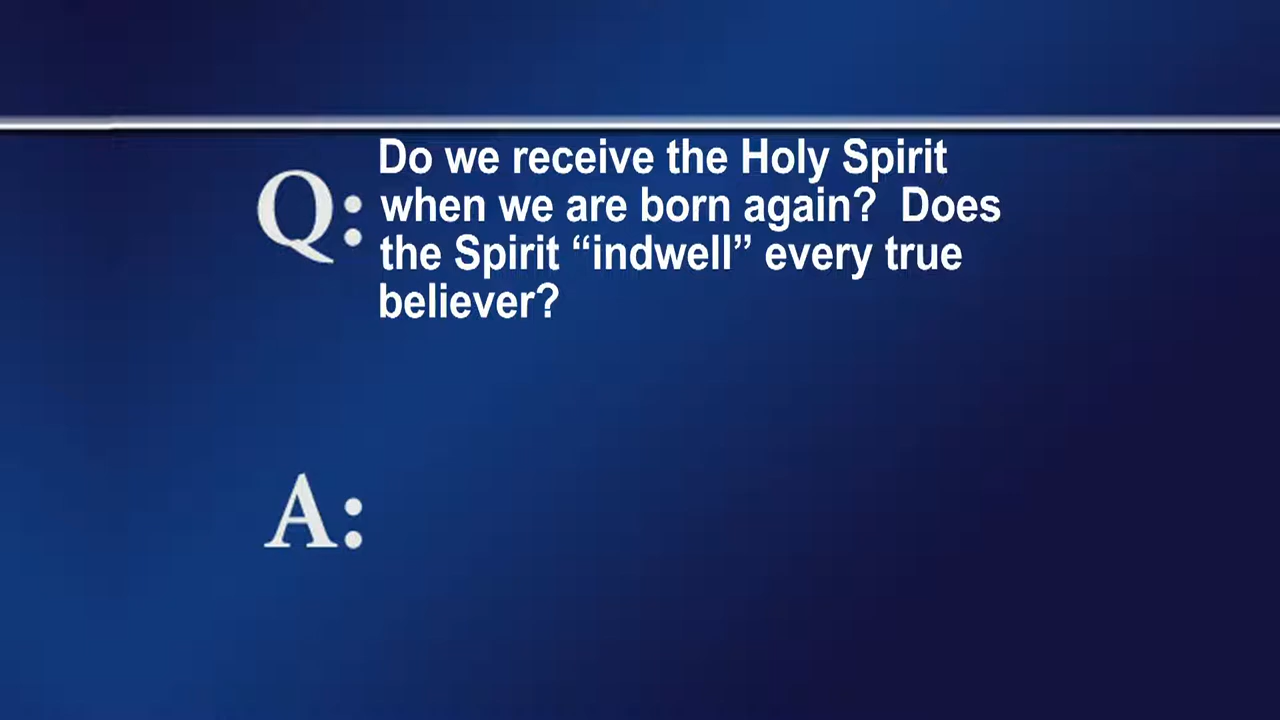 Q: Do we receive the Holy Spirit
when we are born again?  Does
the Spirit “indwell” every true
believer?
A: